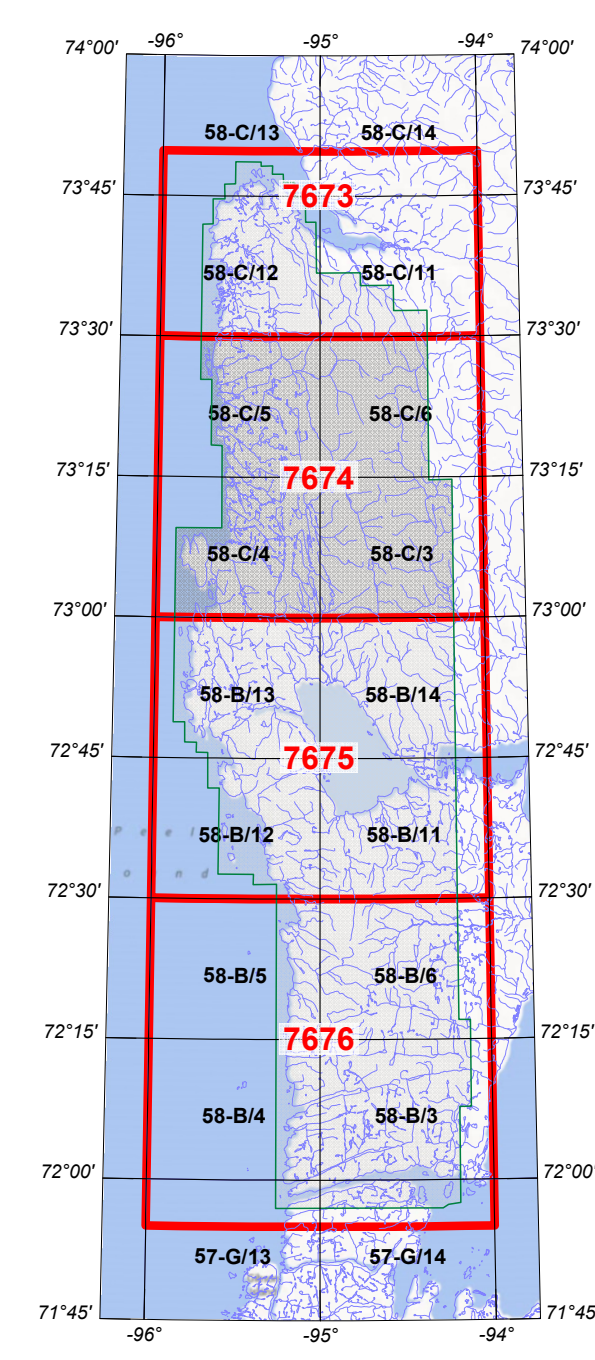 -96° -95° -94°
74°00' 74°00'
58-C/13 58-C/14
73°45' 7673 73°45'
58-C/12 58-C/11
73°30' 73°30'
58-C/5 58-C/6
73°15' 7674 73°15'
58-C/4 58-C/3
73°00' 73°00'
58-B/13 58-B/14
72°45' 7675 72°45'
P e e l 58-B/12 58-B/11
o u n d
72°30' 72°30'
58-B/5 58-B/6
72°15' 7676 72°15'
58-B/4 58-B/3
72°00' 72°00'
57-G/13 57-G/14
71°45' 71°45'
-96° -95° -94°